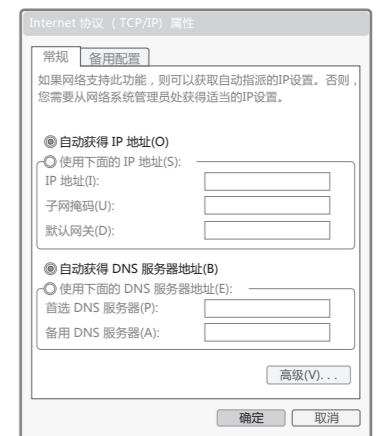 Internet 协议 ( TCP/IP) 属性
常规 备用配置
如果网络支持此功能，则可以获取自动指派的IP设置。否则，
您需要从网络系统管理员处获得适当的IP设置。
自动获得 IP 地址(O)
使用下面的 IP 地址(S):
IP 地址(I):
子网掩码(U):
默认网关(D):
自动获得 DNS 服务器地址(B)
使用下面的 DNS 服务器地址(E):
首选 DNS 服务器(P):
备用 DNS 服务器(A):
高级(V)...
确定 取消